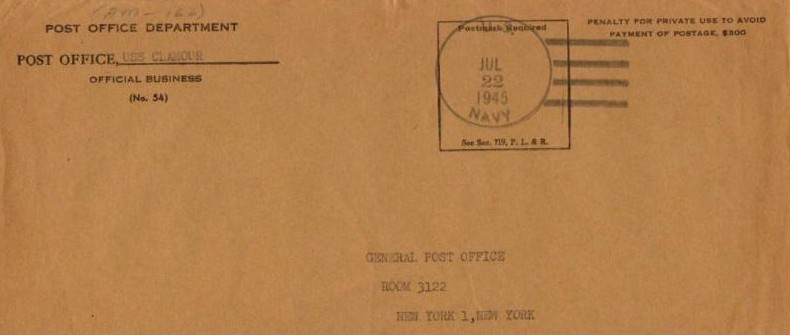 (AM-160)
POST OFFICE DEPARTMENT
POST OFFICE, USS CLAMOUR
OFFICIAL BUSINESS
(No. 54)
Postmark Required
U.S.
JUL
22
1945
NAVY
See Sec. 719, P. L. & R.
PENALTY FOR PRIVATE USE TO AVOID
PAYMENT OF POSTAGE, $300
GENERAL POST OFFICE
ROOM 3122
NEW YORK 1,NEW YORK